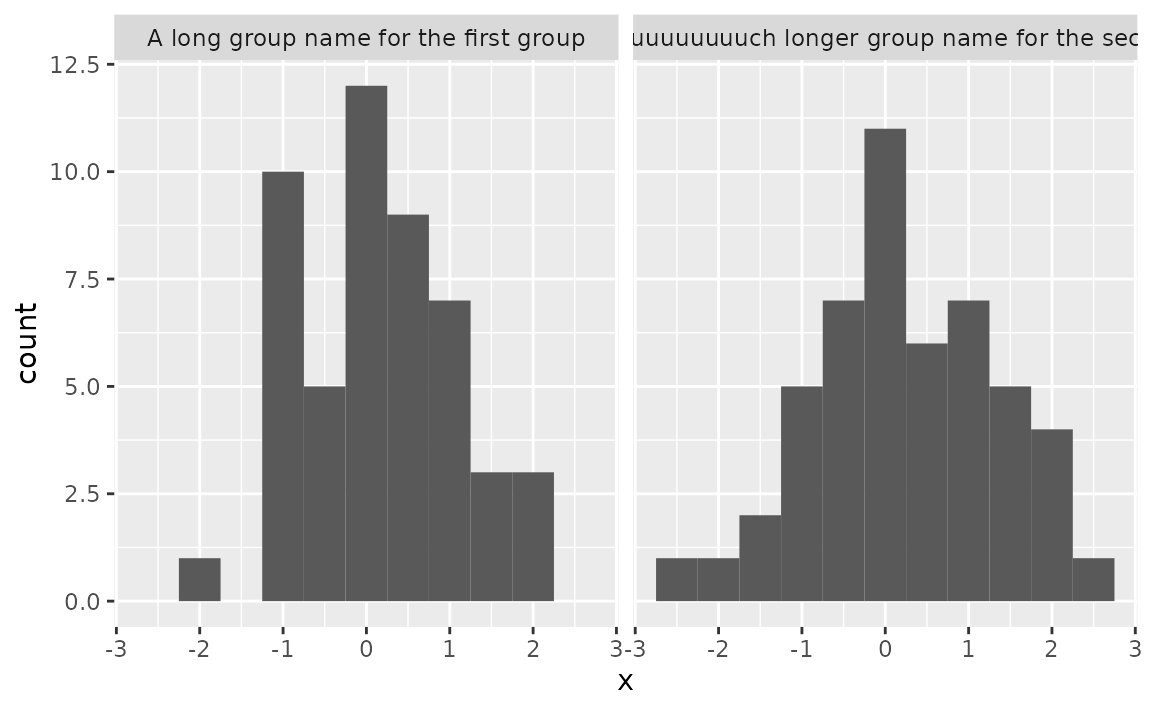 A long group name for the first group
uuuuuuuuch longer group name for the sec
12.5
10.0
7.5
5.0
2.5
0.0
count
-3 -2 -1 0 1 2 3
-3 -2 -1 0 1 2 3
x